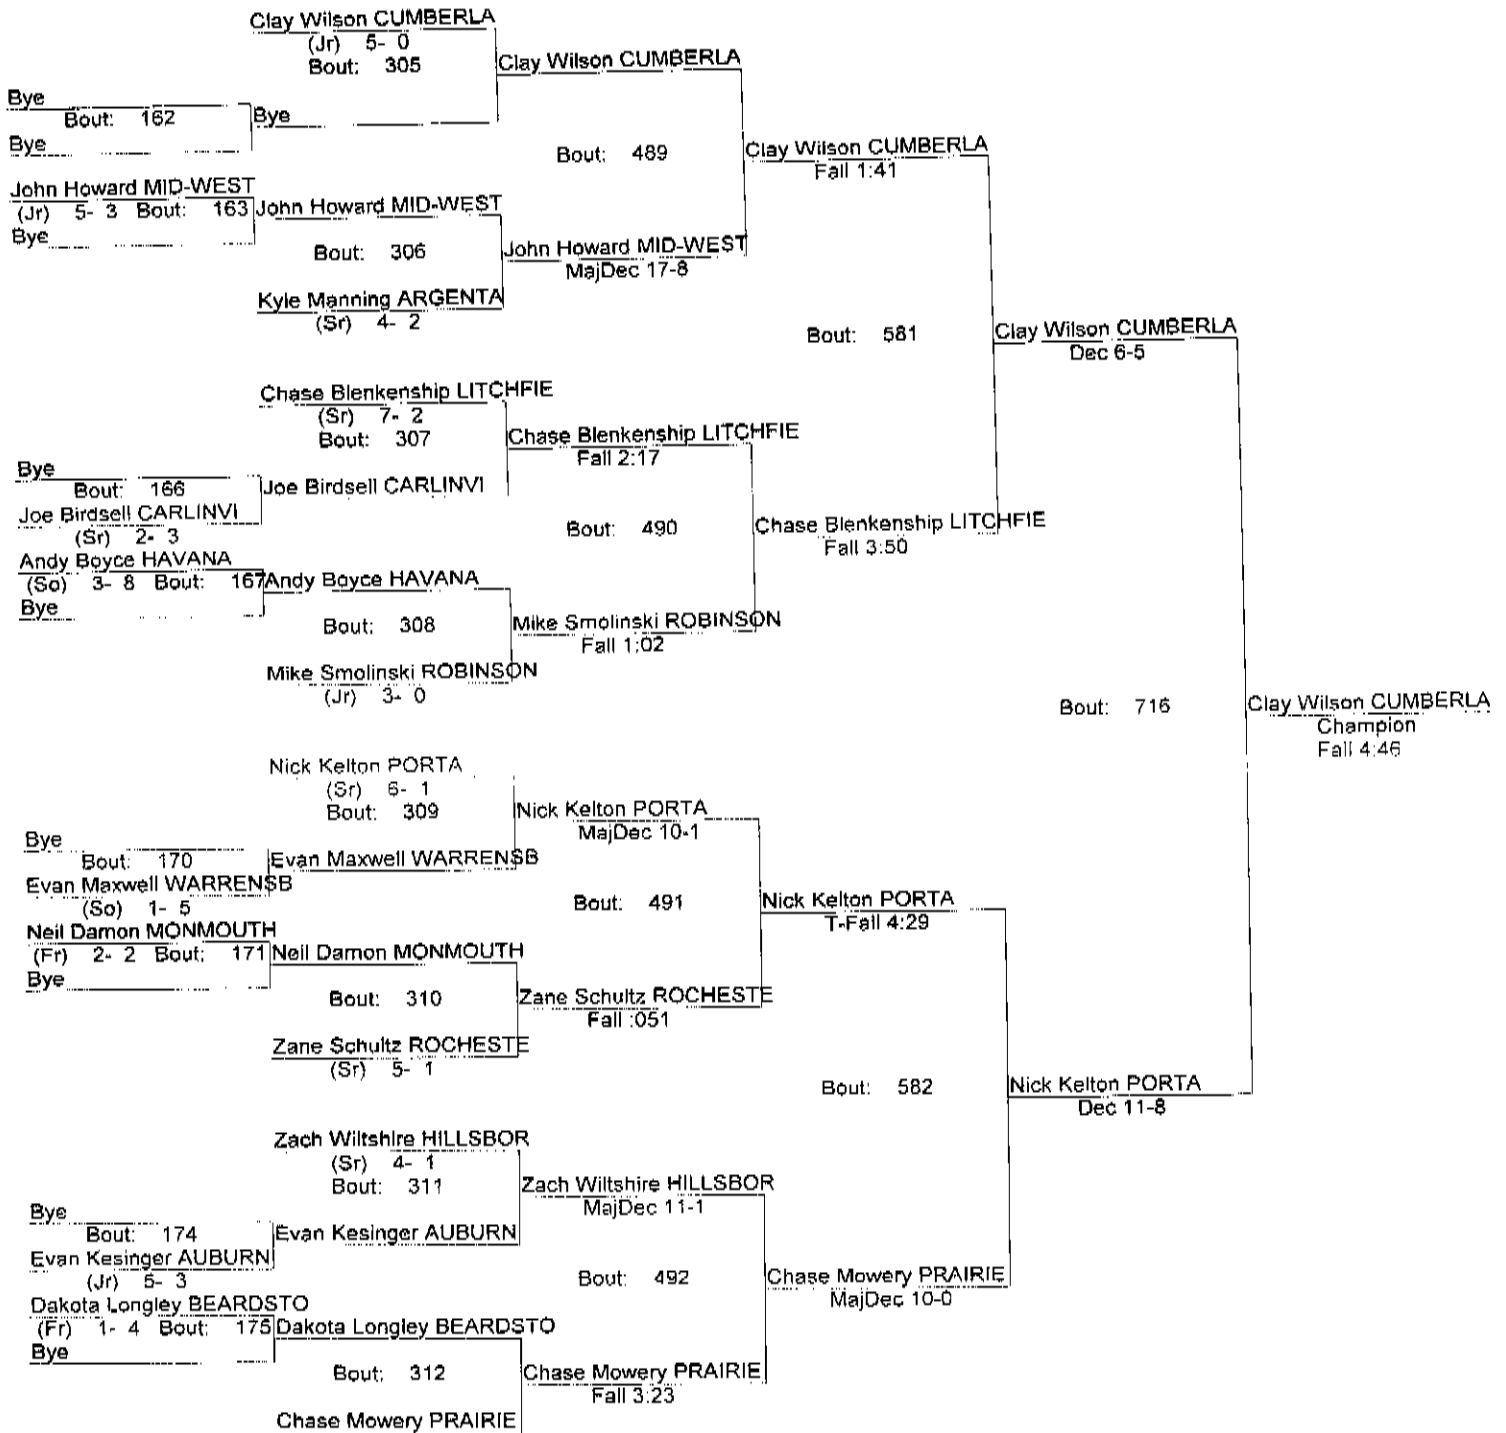 Clay Wilson CUMBERLA
(Jr) 5- 0
Bout: 305
Clay Wilson CUMBERLA
Bye
Bout: 162
Bye
Bye
Bout: 489
Clay Wilson CUMBERLA
Fall 1:41
John Howard MID-WEST
(Jr) 5- 3 Bout: 163
John Howard MID-WEST
Bye
Bout: 306
John Howard MID-WEST
MajDec 17-8
Kyle Manning ARGENTA
(Sr) 4- 2
Bout: 581
Clay Wilson CUMBERLA
Dec 6-5
Chase Blenkenship LITCHFIE
(Sr) 7- 2
Bout: 307
Chase Blenkenship LITCHFIE
Fall 2:17
Bye
Bout: 166
Joe Birdsell CARLINVI
Joe Birdsell CARLINVI
(Sr) 2- 3
Bout: 490
Chase Blenkenship LITCHFIE
Fall 3:50
Andy Boyce HAVANA
(So) 3- 8 Bout: 167
Andy Boyce HAVANA
Bye
Bout: 308
Mike Smolinski ROBINSON
Fall 1:02
Mike Smolinski ROBINSON
(Jr) 3- 0
Bout: 716
Clay Wilson CUMBERLA
Champion
Fall 4:46
Nick Kelton PORTA
(Sr) 6- 1
Bout: 309
Nick Kelton PORTA
MajDec 10-1
Bye
Bout: 170
Evan Maxwell WARRENSB
Evan Maxwell WARRENSB
(So) 1- 5
Bout: 491
Nick Kelton PORTA
T-Fall 4:29
Neil Damon MONMOUTH
(Fr) 2- 2 Bout: 171
Neil Damon MONMOUTH
Bye
Bout: 310
Zane Schultz ROCHESTE
Fall :051
Zane Schultz ROCHESTE
(Sr) 5- 1
Bout: 582
Nick Kelton PORTA
Dec 11-8
Zach Wiltshire HILLSBOR
(Sr) 4- 1
Bout: 311
Zach Wiltshire HILLSBOR
MajDec 11-1
Bye
Bout: 174
Evan Kesinger AUBURN
Evan Kesinger AUBURN
(Jr) 5- 3
Bout: 492
Chase Mowery PRAIRIE
MajDec 10-0
Dakota Longley BEARDSTO
(Fr) 1- 4 Bout: 175
Dakota Longley BEARDSTO
Bye
Bout: 312
Chase Mowery PRAIRIE
Fall 3:23
Chase Mowery PRAIRIE